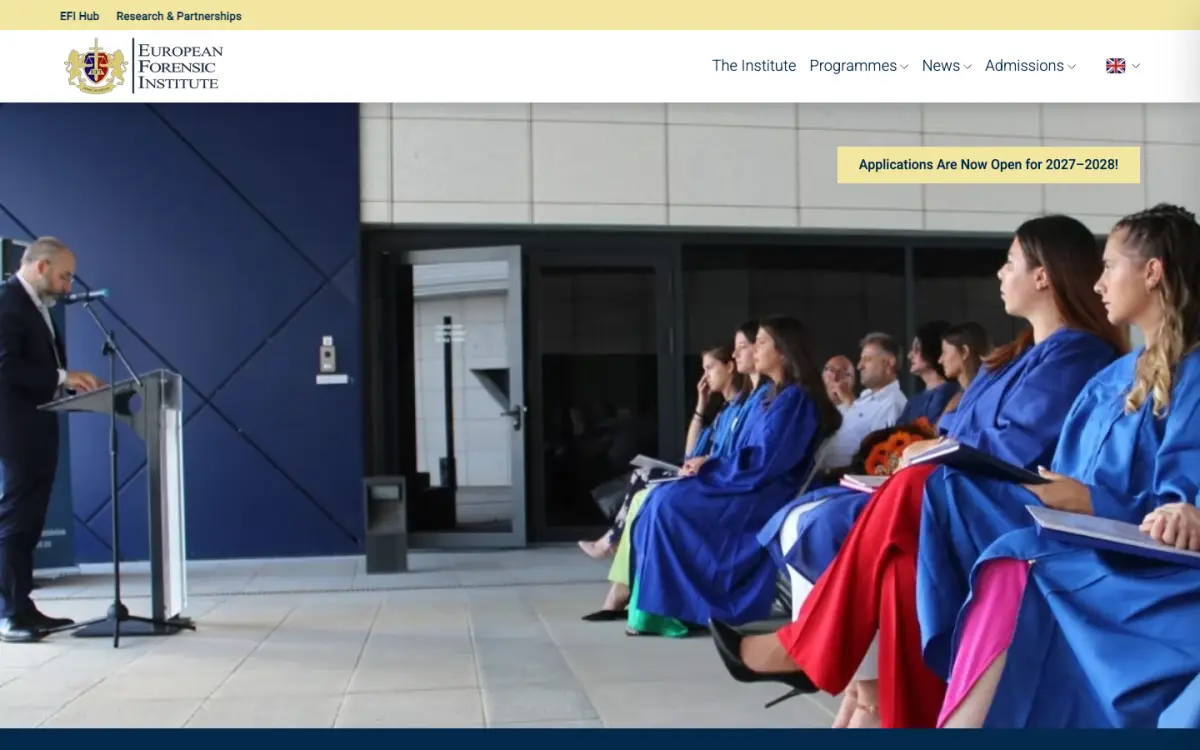 EFI Hub
Research & Partnerships
EUROPEAN
FORENSIC
INSTITUTE
The Institute
Programmes
News
Admissions
Applications Are Now Open for 2027–2028!